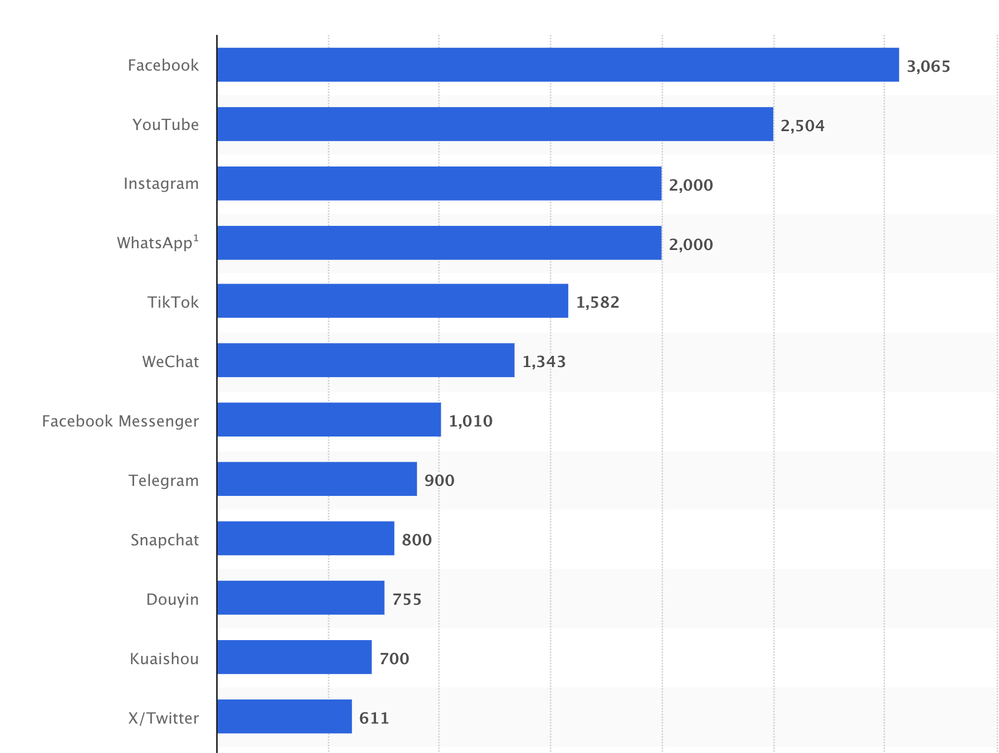 Facebook 3,065
YouTube 2,504
Instagram 2,000
WhatsApp¹ 2,000
TikTok 1,582
WeChat 1,343
Facebook Messenger 1,010
Telegram 900
Snapchat 800
Douyin 755
Kuaishou 700
X/Twitter 611